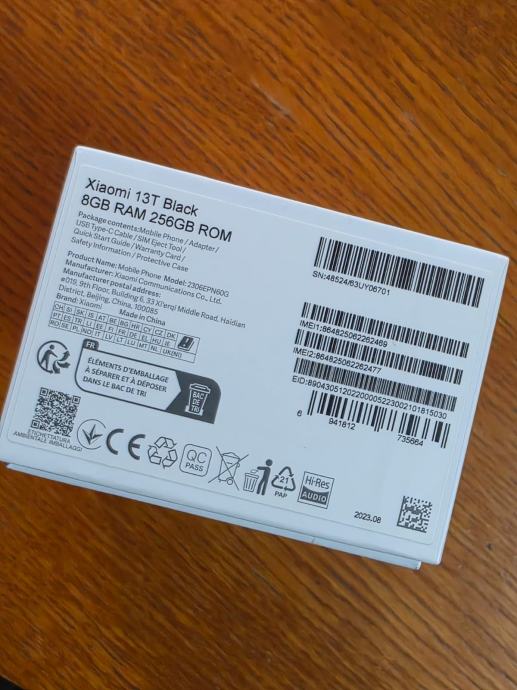 Xiaomi 13T Black
8GB RAM 256GB ROM
Package contents:Mobile Phone / Adapter /
USB Type-C Cable / SIM Eject Tool /
Quick Start Guide / Warranty Card /
Safety Information / Protective Case
Product Name: Mobile Phone Model: 2306EPN60G
Manufacturer: Xiaomi Communications Co., Ltd.
Manufacturer postal address:
#019, 9th Floor, Building 6, 33 Xi'erqi Middle Road, Haidian
District, Beijing, China, 100085
Brand: Xiaomi Made in China
SN:48524/63UY06701
IMEI1:864825062262469
IMEI2:864825062262477
EID:89043051202200005223002101815030
6 941812 735664
FR
ÉLÉMENTS D'EMBALLAGE
À SÉPARER ET À DÉPOSER
DANS LE BAC DE TRI
BAC
DE
TRI
ETICHETTATURA
AMBIENTALE IMBALLAGGI
CE
QC
PASS
21
PAP
Hi-Res
AUDIO
2023.08